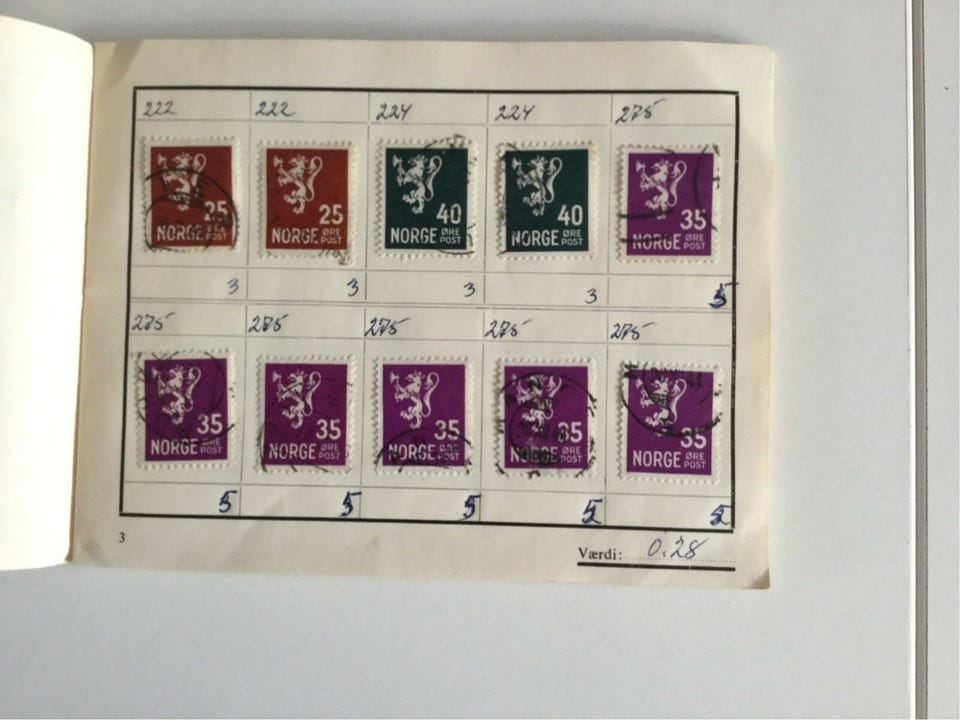 222 222 224 224 275
25 25 40 40 35
NORGE ØRE POST NORGE ØRE POST NORGE ØRE POST NORGE ØRE POST NORGE ØRE POST
3 3 3 3 5
275 275 275 275 275
35 35 35 35 35
NORGE ØRE POST NORGE ØRE POST NORGE ØRE POST NORGE ØRE POST NORGE ØRE POST
5 5 5 5 5
3
Værdi: 0.28